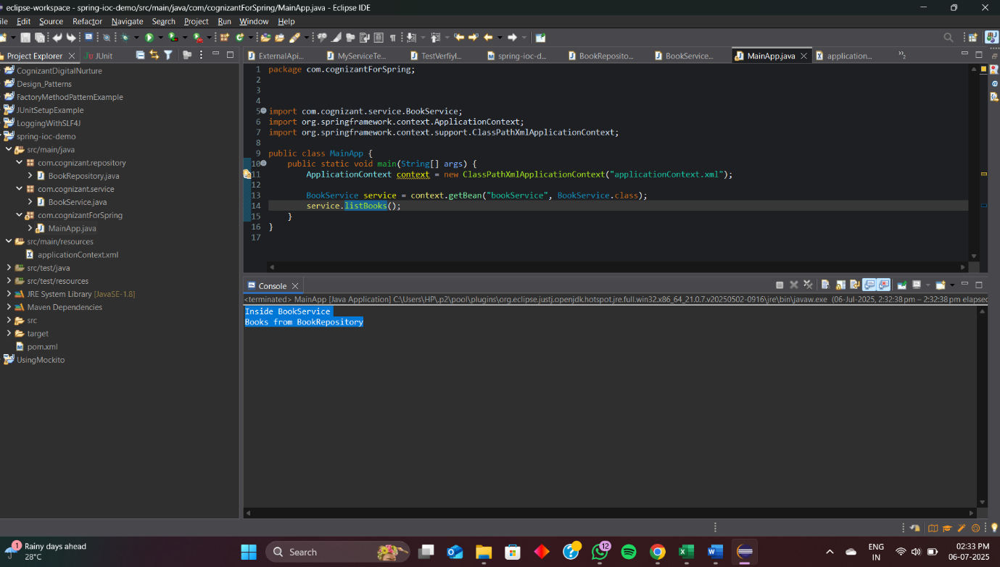 eclipse-workspace - spring-ioc-demo/src/main/java/com/cognizantForSpring/MainApp.java - Eclipse IDE
ile Edit Source Refactor Navigate Search Project Run Window Help
Project Explorer
JUnit
CognizantDigitalNurture
Design_Patterns
FactoryMethodPatternExample
JUnitSetupExample
LoggingWithSLF4J
spring-ioc-demo
src/main/java
com.cognizant.repository
BookRepository.java
com.cognizant.service
BookService.java
com.cognizantForSpring
MainApp.java
src/main/resources
applicationContext.xml
src/test/java
src/test/resources
JRE System Library [JavaSE-1.8]
Maven Dependencies
src
target
pom.xml
UsingMockito
ExternalApi... MyServiceTe... TestVerfiyI... spring-ioc-d... BookReposito... BookService... MainApp.java application... »2
1 package com.cognizantForSpring;
2
3
4
5 import com.cognizant.service.BookService;
6 import org.springframework.context.ApplicationContext;
7 import org.springframework.context.support.ClassPathXmlApplicationContext;
8
9 public class MainApp {
10 public static void main(String[] args) {
11 ApplicationContext context = new ClassPathXmlApplicationContext("applicationContext.xml");
12
13 BookService service = context.getBean("bookService", BookService.class);
14 service.listBooks();
15 }
16 }
17
Console
<terminated> MainApp [Java Application] C:\Users\HP\.p2\pool\plugins\org.eclipse.justj.openjdk.hotspot.jre.full.win32.x86_64_21.0.7.v20250502-0916\jre\bin\javaw.exe (06-Jul-2025, 2:32:38 pm – 2:32:38 pm elapsed
Inside BookService
Books from BookRepository
1
Rainy days ahead
28°C
Search
12
ENG
IN
02:33 PM
06-07-2025